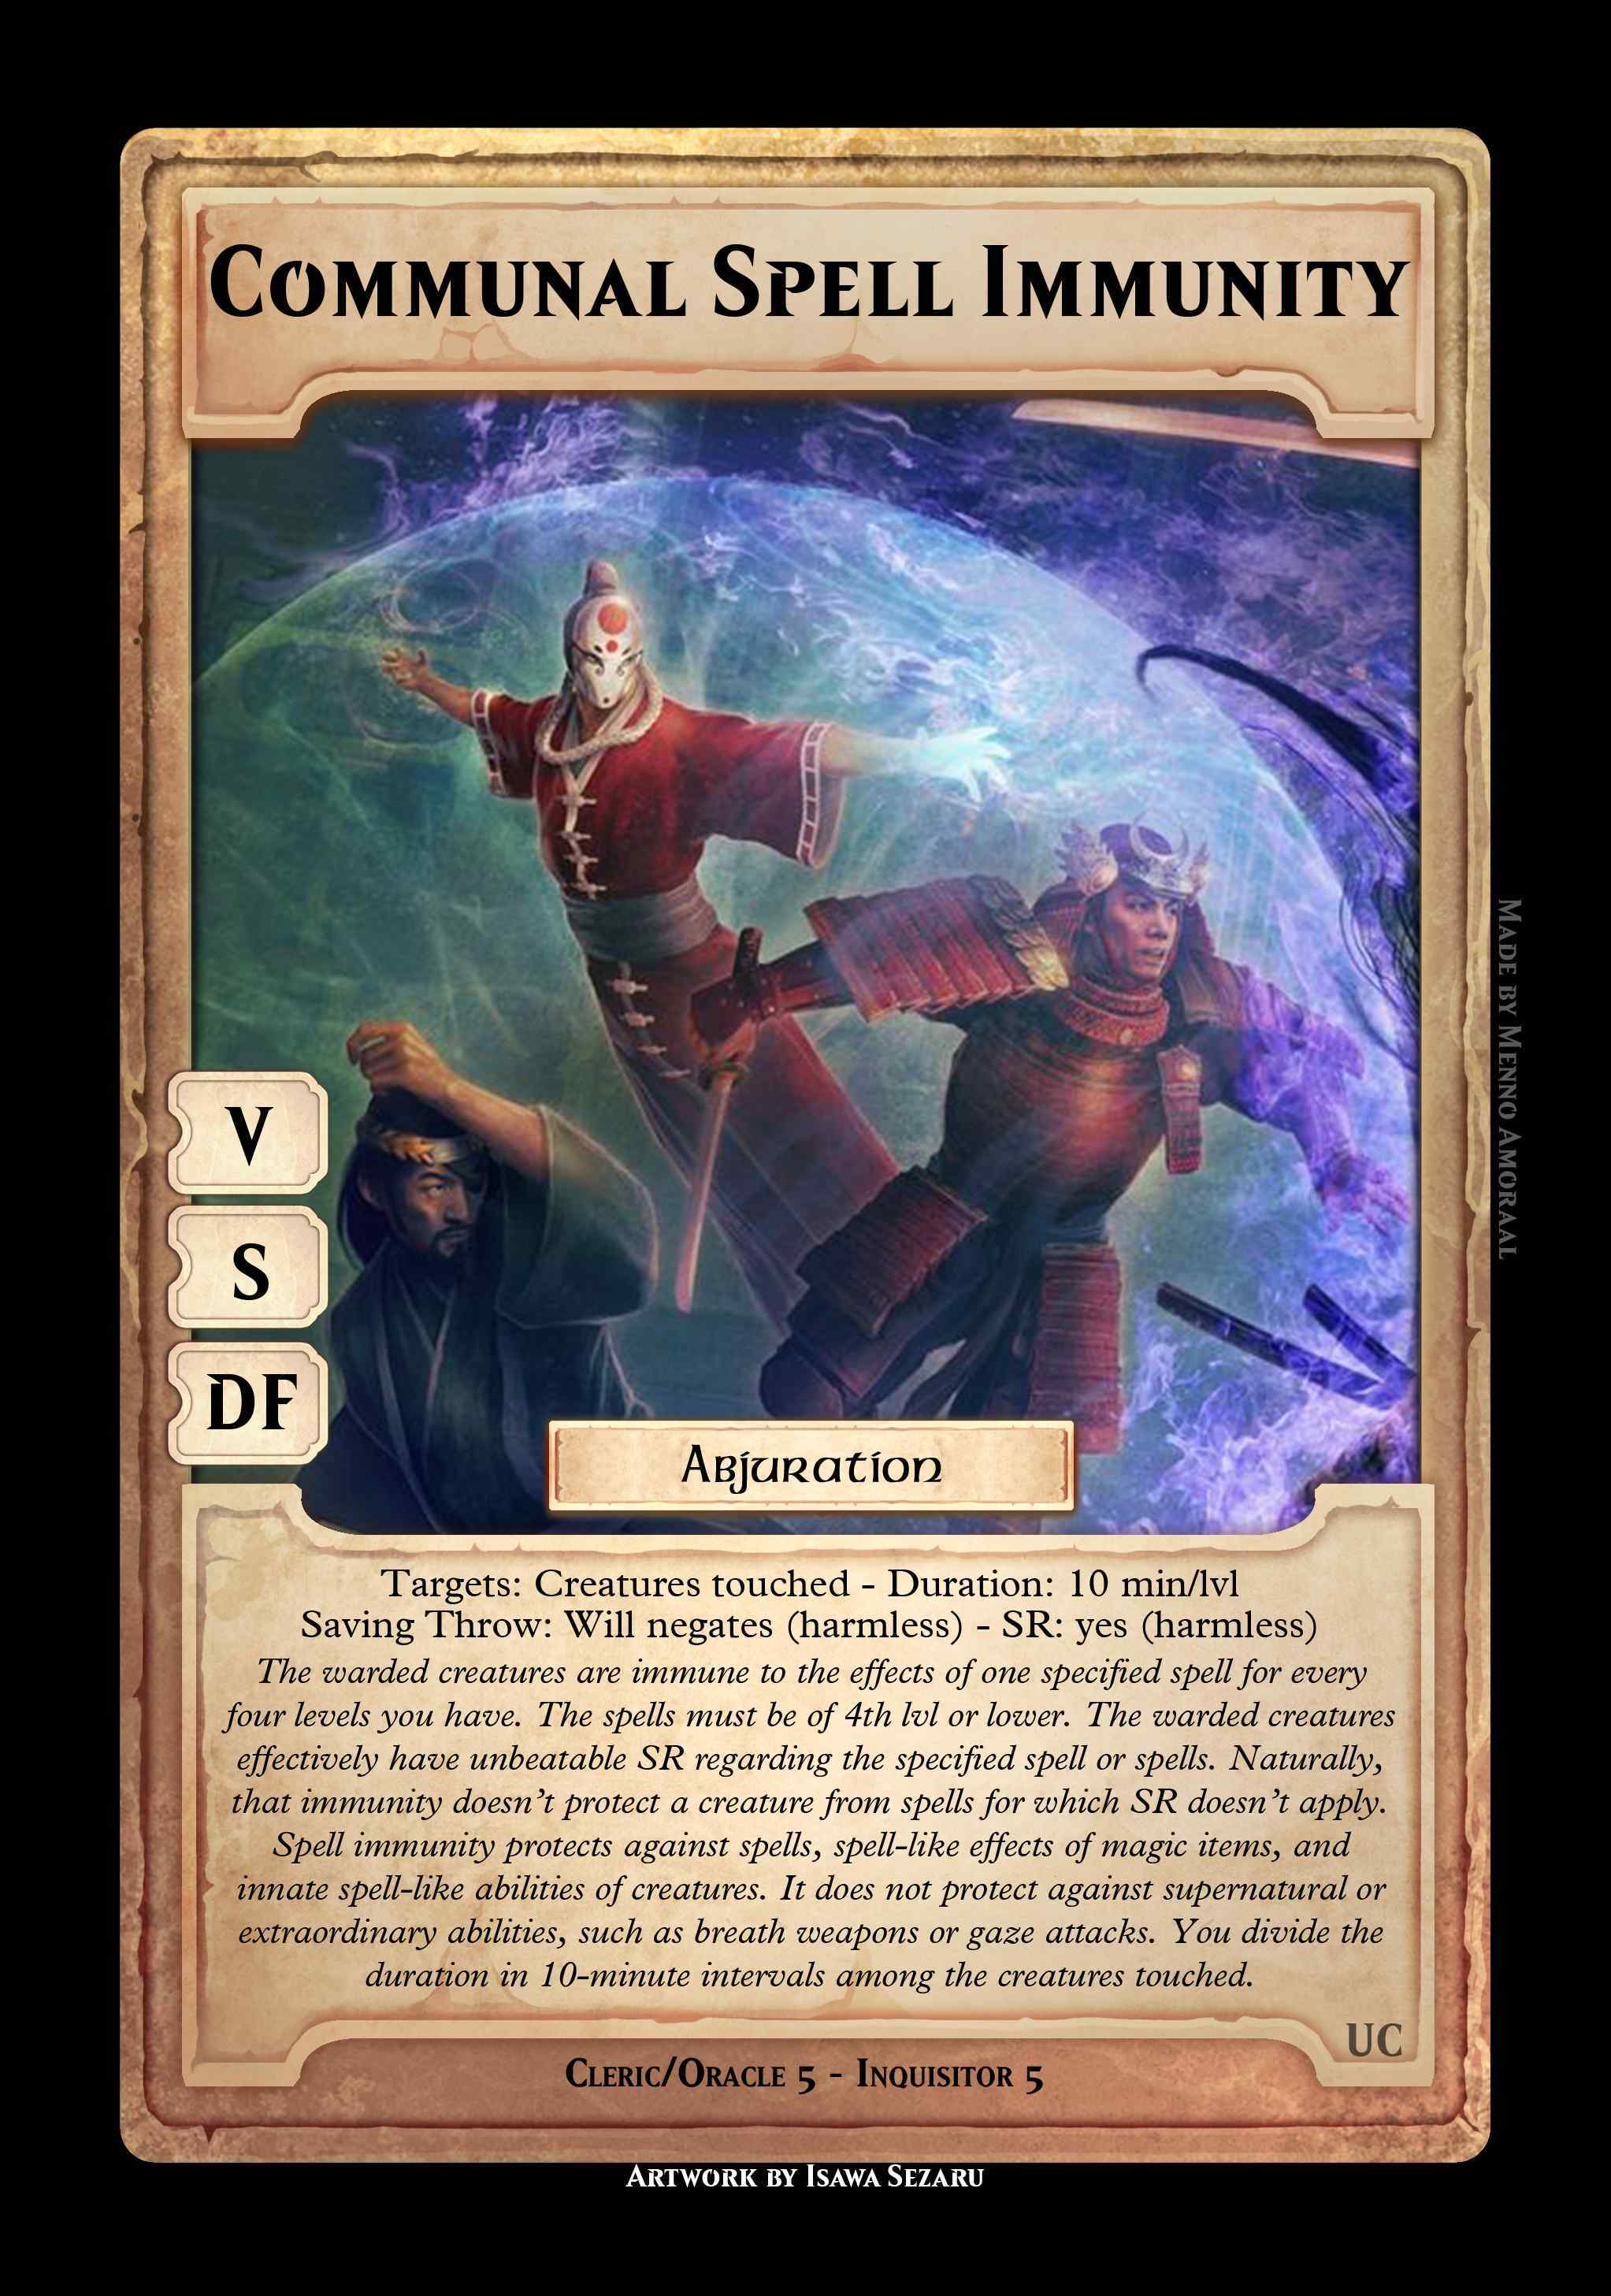 Communal Spell Immunity
V
S
DF
Abjuration
Targets: Creatures touched - Duration: 10 min/lvl
Saving Throw: Will negates (harmless) - SR: yes (harmless)
The warded creatures are immune to the effects of one specified spell for every
four levels you have. The spells must be of 4th lvl or lower. The warded creatures
effectively have unbeatable SR regarding the specified spell or spells. Naturally,
that immunity doesn't protect a creature from spells for which SR doesn't apply.
Spell immunity protects against spells, spell-like effects of magic items, and
innate spell-like abilities of creatures. It does not protect against supernatural or
extraordinary abilities, such as breath weapons or gaze attacks. You divide the
duration in 10-minute intervals among the creatures touched.
UC
Cleric/Oracle 5 - Inquisitor 5
Artwork by Isawa Sezaru
Made by Menno Amoraal